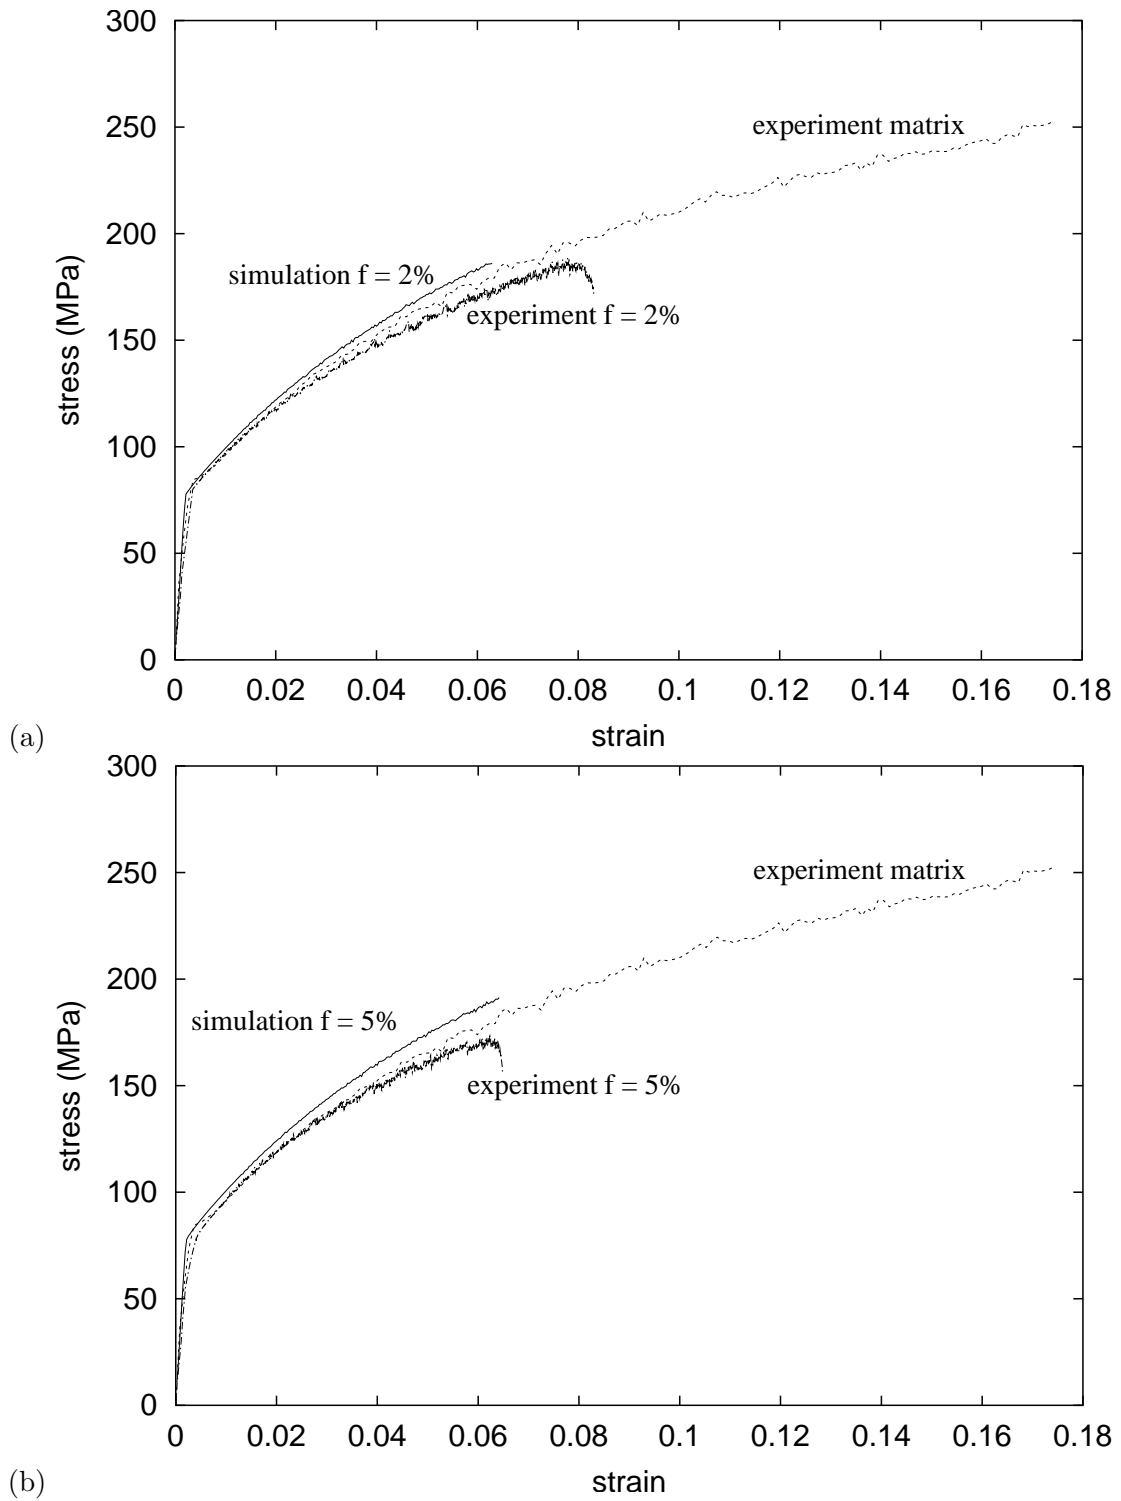 300
250
200
150
100
50
0
stress (MPa)
experiment matrix
simulation f = 2%
experiment f = 2%
0 0.02 0.04 0.06 0.08 0.1 0.12 0.14 0.16 0.18
strain
(a)
300
250
200
150
100
50
0
stress (MPa)
experiment matrix
simulation f = 5%
experiment f = 5%
0 0.02 0.04 0.06 0.08 0.1 0.12 0.14 0.16 0.18
strain
(b)